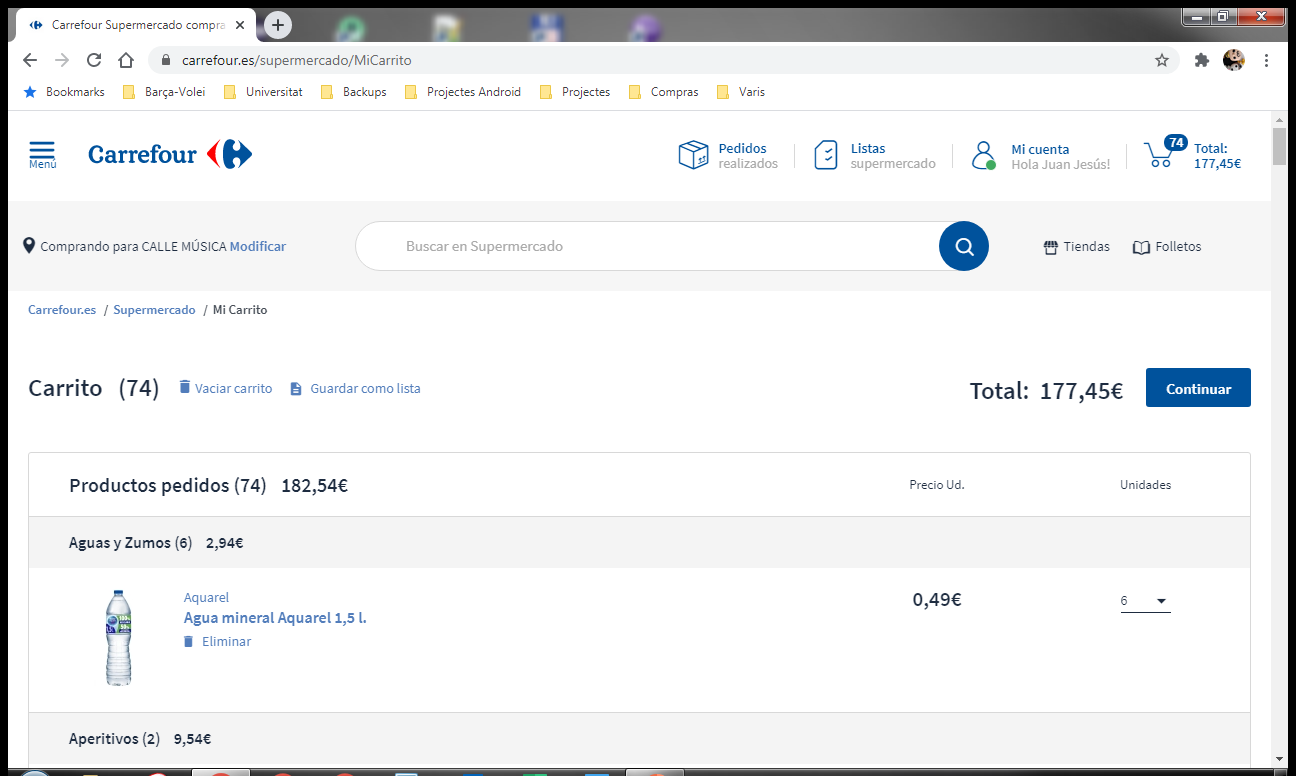 Carrefour Supermercado compra
carrefour.es/supermercado/MiCarrito
Bookmarks Barça-Volei Universitat Backups Projectes Android Projectes Compras Varis
Menú
Carrefour
Pedidos
realizados
Listas
supermercado
Mi cuenta
Hola Juan Jesús!
74
Total:
177,45€
Comprando para CALLE MÚSICA Modificar
Buscar en Supermercado
Tiendas
Folletos
Carrefour.es / Supermercado / Mi Carrito
Carrito (74) Vaciar carrito Guardar como lista
Total: 177,45€ Continuar
Productos pedidos (74) 182,54€ Precio Ud. Unidades
Aguas y Zumos (6) 2,94€
Aquarel
Agua mineral Aquarel 1,5 l.
Eliminar
0,49€ 6
Aperitivos (2) 9,54€